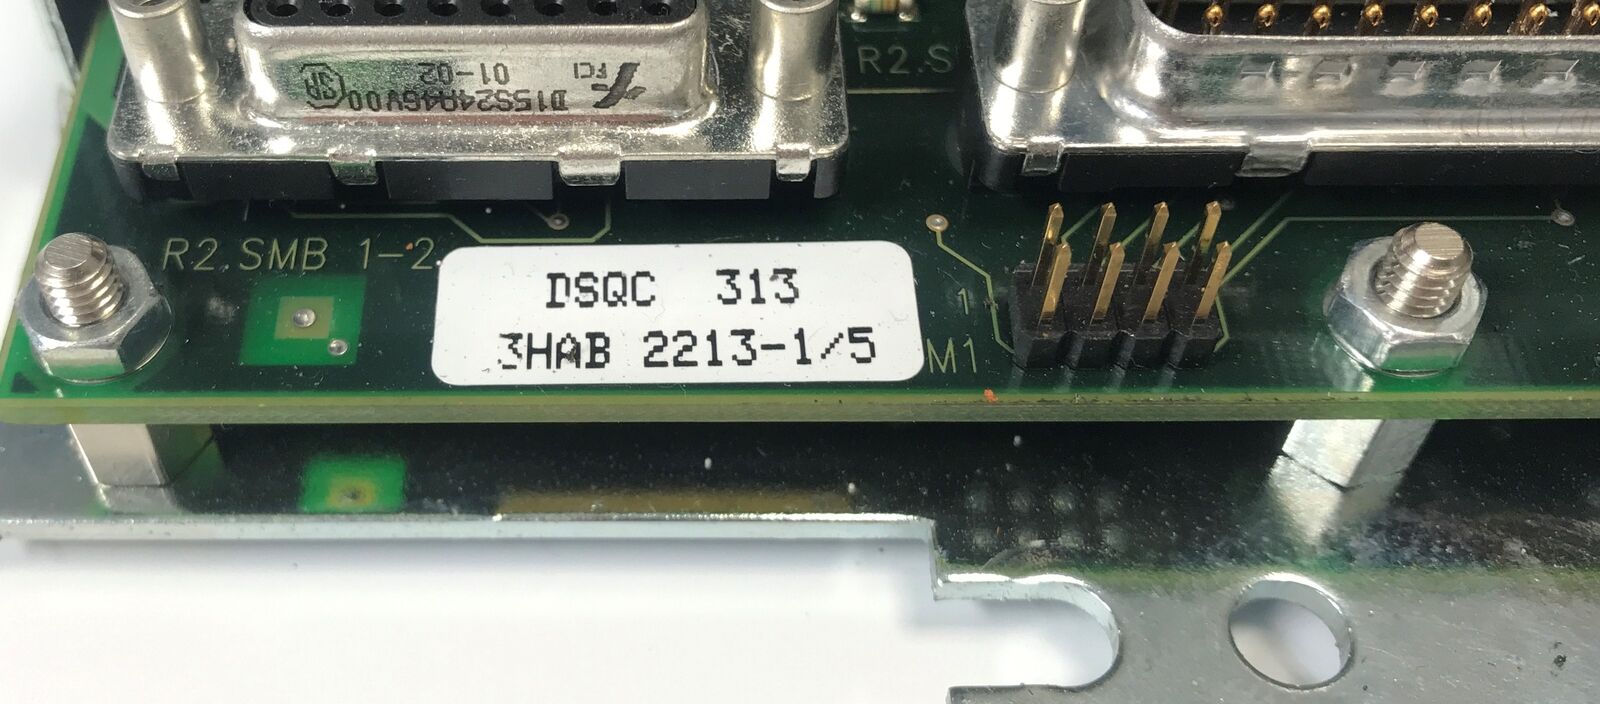 FCI
01-02
D15S24A46V00
R2.S
R2.SMB 1-2
DSQC 313
3HAB 2213-1/5
1
M1